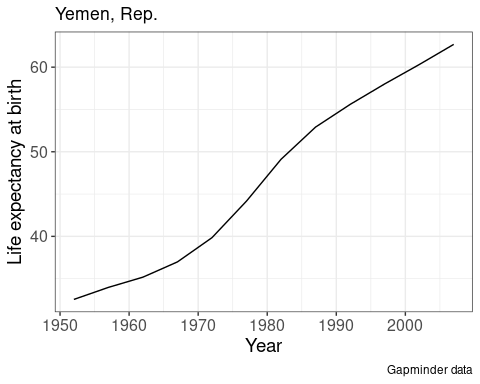 Yemen, Rep.
60
50
40
Life expectancy at birth
1950 1960 1970 1980 1990 2000
Year
Gapminder data